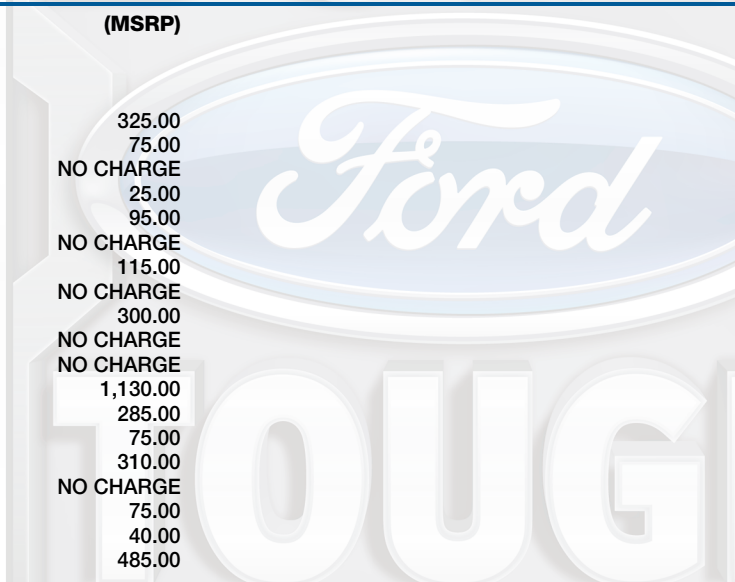 (MSRP)
325.00
75.00
NO CHARGE
25.00
95.00
NO CHARGE
115.00
NO CHARGE
300.00
NO CHARGE
NO CHARGE
1,130.00
285.00
75.00
310.00
NO CHARGE
75.00
40.00
485.00
Ford
TOUG